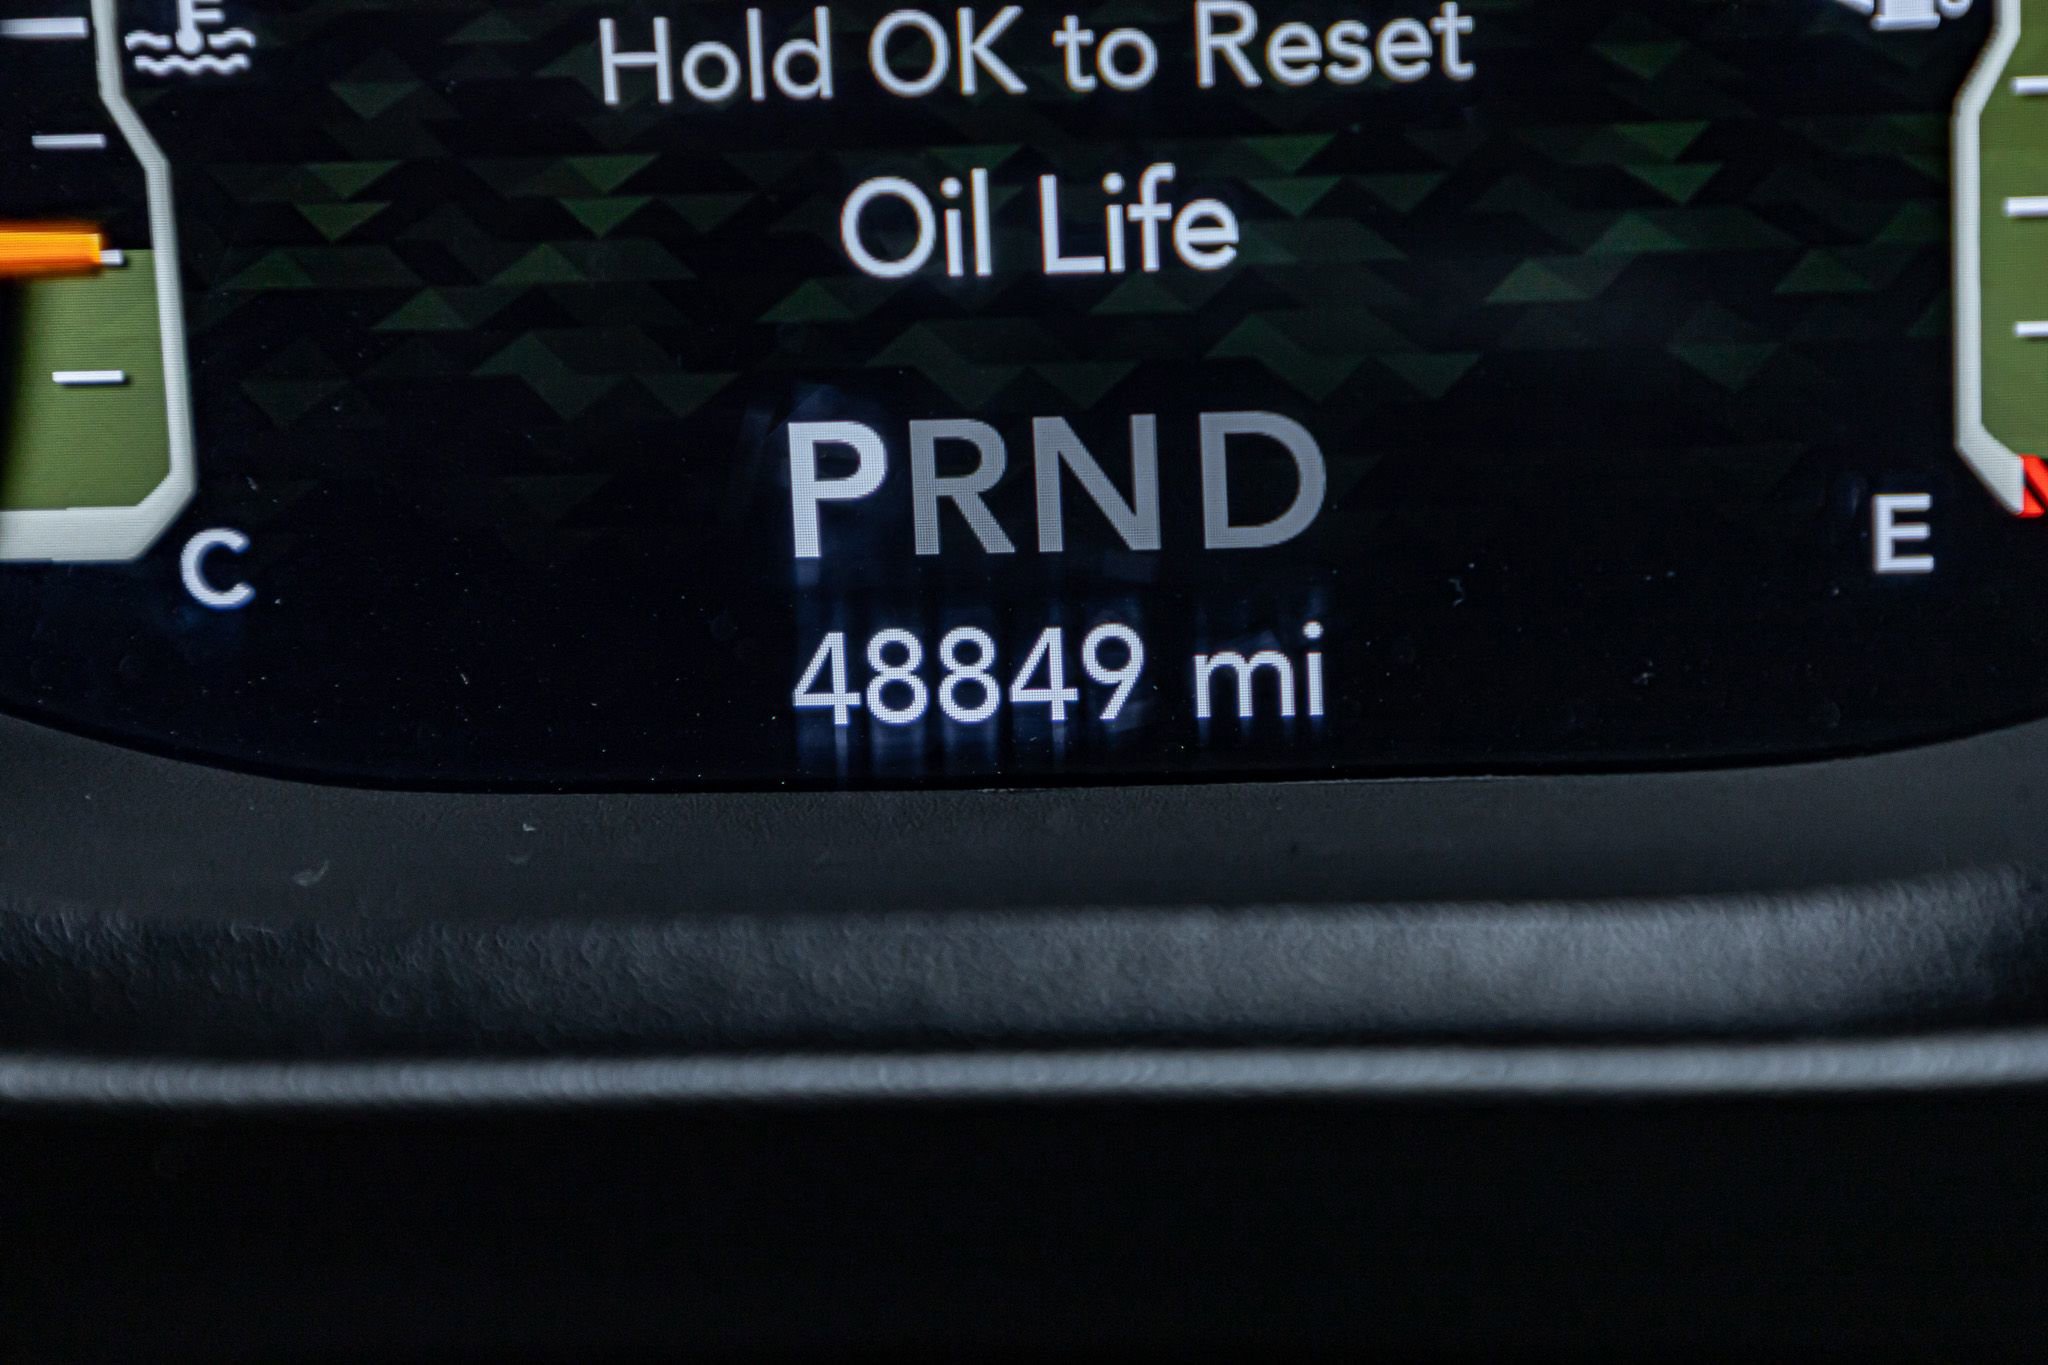 Hold OK to Reset
Oil Life
PRND
C
E
48849 mi